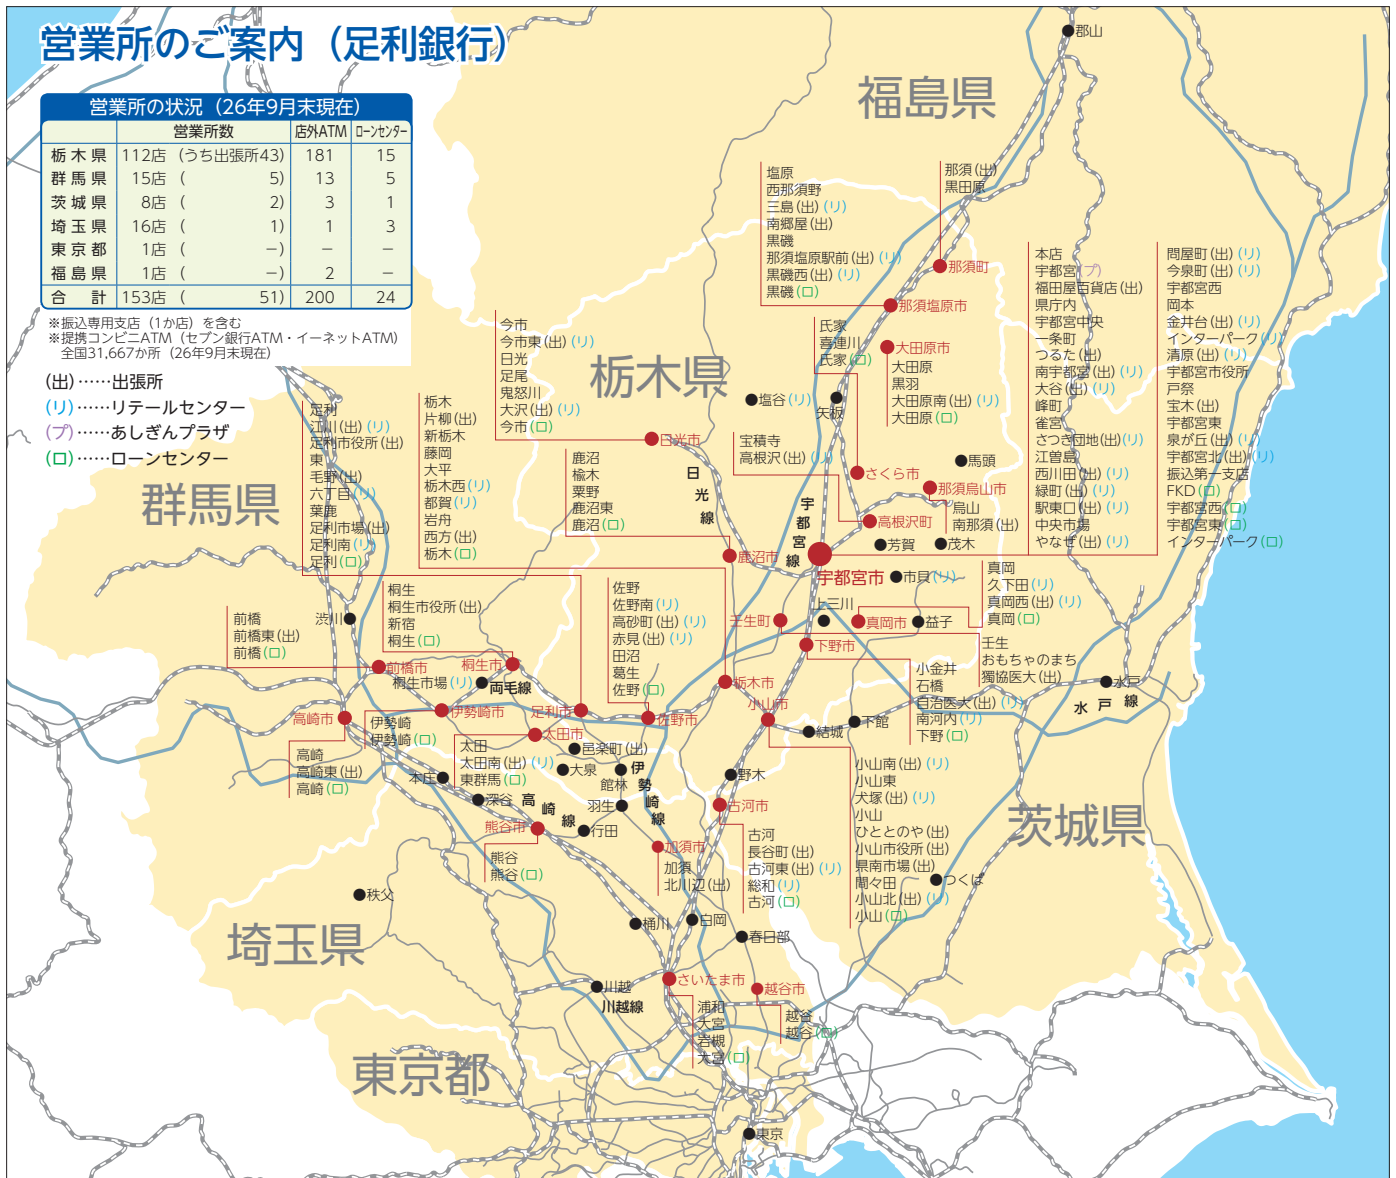 営業所のご案内（足利銀行）
営業所の状況（26年9月末現在）
営業所数 店外ATM ローンセンター
栃木県 112店（うち出張所43） 181 15
群馬県 15店（ 5） 13 5
茨城県 8店（ 2） 3 1
埼玉県 16店（ 1） 1 3
東京都 1店（ −） − −
福島県 1店（ −） 2 −
合計 153店（ 51） 200 24
※振込専用支店（1か店）を含む
※提携コンビニATM（セブン銀行ATM・イーネットATM）
全国31,667か所（26年9月末現在）
(出)……出張所
(リ)……リテールセンター
(プ)……あしぎんプラザ
(ロ)……ローンセンター
福島県
栃木県
群馬県
茨城県
埼玉県
東京都
郡山
塩原
西那須野
三島(出)(リ)
南郷屋(出)
黒磯
那須塩原駅前(出)(リ)
黒磯西(出)(リ)
黒磯(ロ)
那須塩原市
那須(出)
黒田原
那須町
氏家
喜連川
氏家(ロ)
さくら市
大田原市
大田原
黒羽
大田原南(出)(リ)
大田原(ロ)
本店
宇都宮(プ)
福田屋百貨店(出)
県庁内
宇都宮中央
一条町
つるた(出)
南宇都宮(出)(リ)
大谷(出)(リ)
峰町
雀宮
さつき団地(出)(リ)
江曽島
西川田(出)(リ)
緑町(出)(リ)
駅東口(出)(リ)
中央市場
やなぜ(出)(リ)
問屋町(出)(リ)
今泉町(出)(リ)
宇都宮西
岡本
金井台(出)(リ)
インターパーク(リ)
清原(出)(リ)
宇都宮市役所
戸祭
宝木(出)
宇都宮東
泉が丘(出)(リ)
宇都宮北(出)(リ)
振込第一支店
FKD(ロ)
宇都宮西(ロ)
宇都宮東(ロ)
インターパーク(ロ)
宇都宮市
今市
今市東(出)(リ)
日光
足尾
鬼怒川
大沢(出)(リ)
今市(ロ)
日光市
塩谷(リ)
矢板
宝積寺
高根沢(出)(リ)
高根沢町
馬頭
那須烏山市
烏山
南那須(出)
芳賀
茂木
市貝(リ)
日光線
宇都宮線
鹿沼
楡木
粟野
鹿沼東
鹿沼(ロ)
鹿沼市
足利
江川(出)(リ)
足利市役所(出)
東
毛野(出)
六丁目(リ)
葉鹿
足利市場(出)
足利南(リ)
足利(ロ)
足利市
栃木
片柳(出)
新栃木
藤岡
大平
栃木西(リ)
都賀(リ)
岩舟
西方(出)
栃木(ロ)
栃木市
桐生
桐生市役所(出)
新宿
桐生(ロ)
桐生市
桐生市場(リ)
両毛線
前橋
前橋東(出)
前橋(ロ)
前橋市
渋川
佐野
佐野南(リ)
高砂町(出)(リ)
赤見(出)(リ)
田沼
葛生
佐野(ロ)
佐野市
壬生町
壬生
おもちゃのまち
獨協医大(出)
上三川
真岡市
真岡
久下田(リ)
真岡西(出)(リ)
真岡(ロ)
益子
下野市
小金井
石橋
自治医大(出)(リ)
南河内(リ)
下野(ロ)
水戸
水戸線
小山市
小山南(出)(リ)
小山東
犬塚(出)(リ)
小山
ひととのや(出)
小山市役所(出)
県南市場(出)
間々田
小山北(出)(リ)
小山(ロ)
結城
下館
つくば
高崎市
高崎
高崎東(出)
高崎(ロ)
伊勢崎市
伊勢崎
伊勢崎(ロ)
太田市
太田
太田南(出)(リ)
東群馬(ロ)
邑楽町(出)
大泉
館林
伊勢崎線
羽生
行田
本庄
深谷
高崎線
熊谷市
熊谷
熊谷(ロ)
野木
古河市
古河
長谷町(出)
古河東(出)(リ)
総和(リ)
古河(ロ)
加須市
加須
北川辺(出)
秩父
桶川
白岡
春日部
川越
川越線
さいたま市
浦和
大宮
岩槻
大宮(ロ)
越谷市
越谷
越谷(ロ)
東京